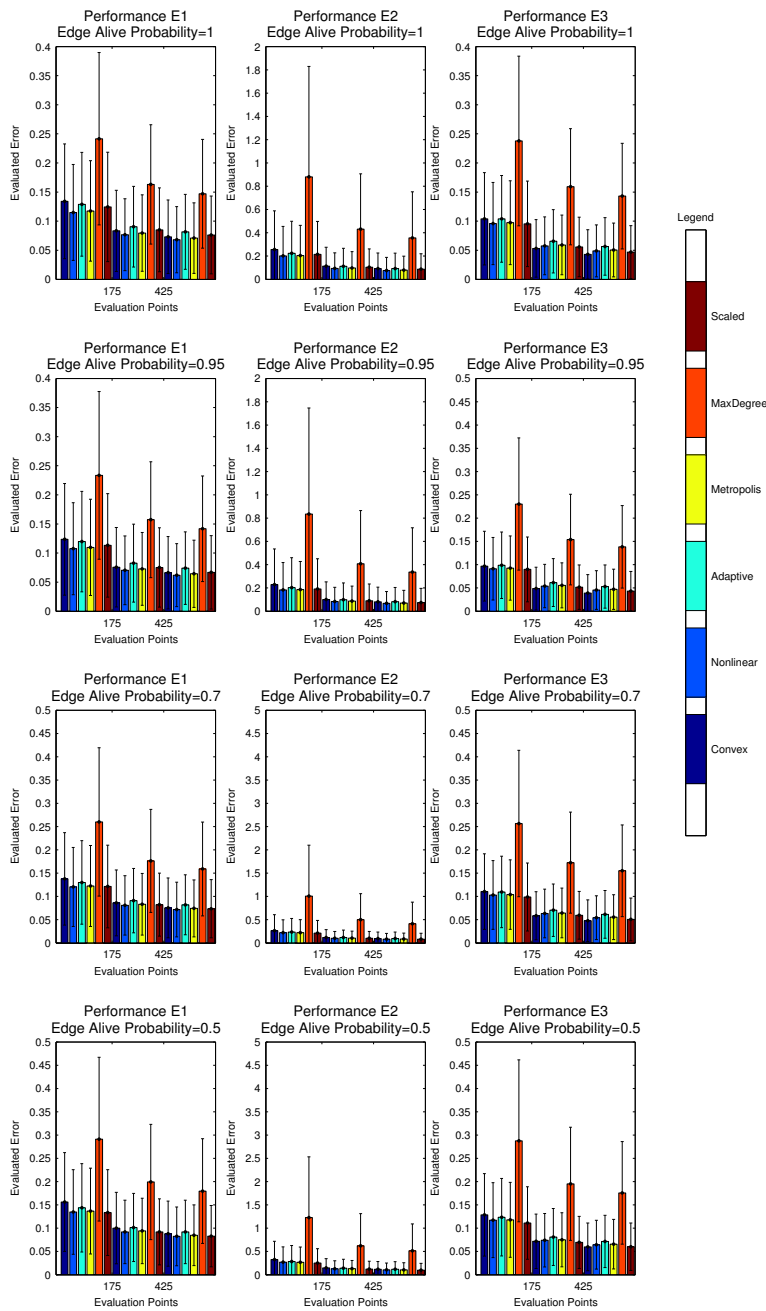 Performance E1
Edge Alive Probability=1
Evaluated Error
0.4
0.35
0.3
0.25
0.2
0.15
0.1
0.05
0
175
425
Evaluation Points
Performance E2
Edge Alive Probability=1
Evaluated Error
2
1.8
1.6
1.4
1.2
1
0.8
0.6
0.4
0.2
0
175
425
Evaluation Points
Performance E3
Edge Alive Probability=1
Evaluated Error
0.4
0.35
0.3
0.25
0.2
0.15
0.1
0.05
0
175
425
Evaluation Points
Performance E1
Edge Alive Probability=0.95
Evaluated Error
0.4
0.35
0.3
0.25
0.2
0.15
0.1
0.05
0
175
425
Evaluation Points
Performance E2
Edge Alive Probability=0.95
Evaluated Error
2
1.8
1.6
1.4
1.2
1
0.8
0.6
0.4
0.2
0
175
425
Evaluation Points
Performance E3
Edge Alive Probability=0.95
Evaluated Error
0.5
0.45
0.4
0.35
0.3
0.25
0.2
0.15
0.1
0.05
0
175
425
Evaluation Points
Performance E1
Edge Alive Probability=0.7
Evaluated Error
0.5
0.45
0.4
0.35
0.3
0.25
0.2
0.15
0.1
0.05
0
175
425
Evaluation Points
Performance E2
Edge Alive Probability=0.7
Evaluated Error
5
4.5
4
3.5
3
2.5
2
1.5
1
0.5
0
175
425
Evaluation Points
Performance E3
Edge Alive Probability=0.7
Evaluated Error
0.5
0.45
0.4
0.35
0.3
0.25
0.2
0.15
0.1
0.05
0
175
425
Evaluation Points
Performance E1
Edge Alive Probability=0.5
Evaluated Error
0.5
0.45
0.4
0.35
0.3
0.25
0.2
0.15
0.1
0.05
0
175
425
Evaluation Points
Performance E2
Edge Alive Probability=0.5
Evaluated Error
5
4.5
4
3.5
3
2.5
2
1.5
1
0.5
0
175
425
Evaluation Points
Performance E3
Edge Alive Probability=0.5
Evaluated Error
0.5
0.45
0.4
0.35
0.3
0.25
0.2
0.15
0.1
0.05
0
175
425
Evaluation Points
Legend
Scaled
MaxDegree
Metropolis
Adaptive
Nonlinear
Convex